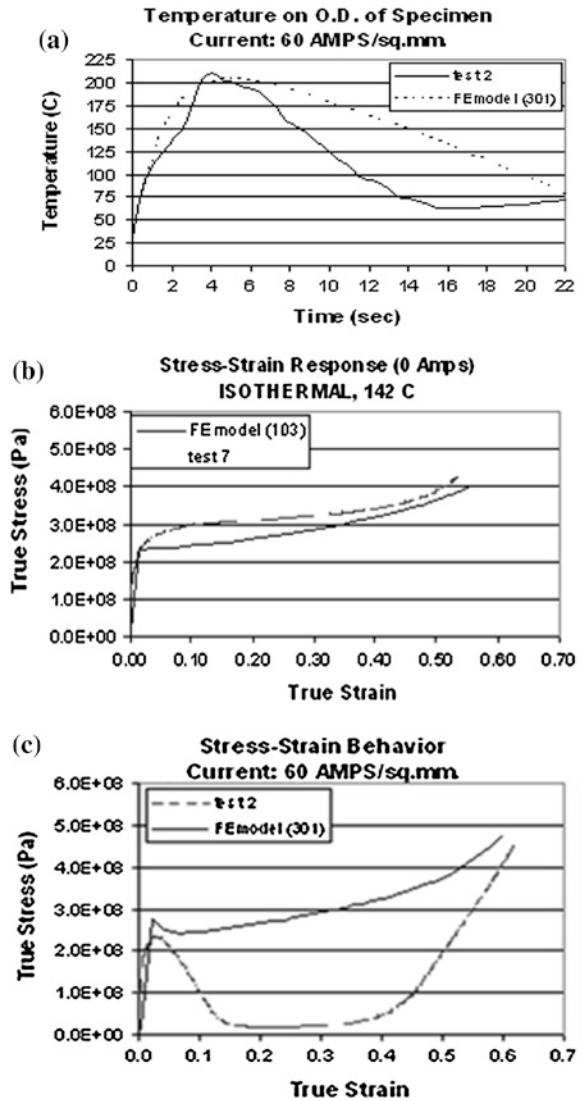 (a)
Temperature on O.D. of Specimen
Current: 60 AMPS/sq.mm.
Temperature (C)
250
225
200
175
150
125
100
75
50
25
0
test 2
FEmodel (301)
0 2 4 6 8 10 12 14 16 18 20 22
Time (sec)
(b)
Stress-Strain Response (0 Amps)
ISOTHERMAL, 142 C
True Stress (Pa)
6.0E+08
5.0E+08
4.0E+08
3.0E+08
2.0E+08
1.0E+08
0.0E+00
FEmodel (103)
test 7
0.00 0.10 0.20 0.30 0.40 0.50 0.60 0.70
True Strain
(c)
Stress-Strain Behavior
Current: 60 AMPS/sq.mm.
True Stress (Pa)
6.0E+08
5.0E+08
4.0E+08
3.0E+08
2.0E+08
1.0E+08
0.0E+00
test 2
FEmodel (301)
0.0 0.1 0.2 0.3 0.4 0.5 0.6 0.7
True Strain